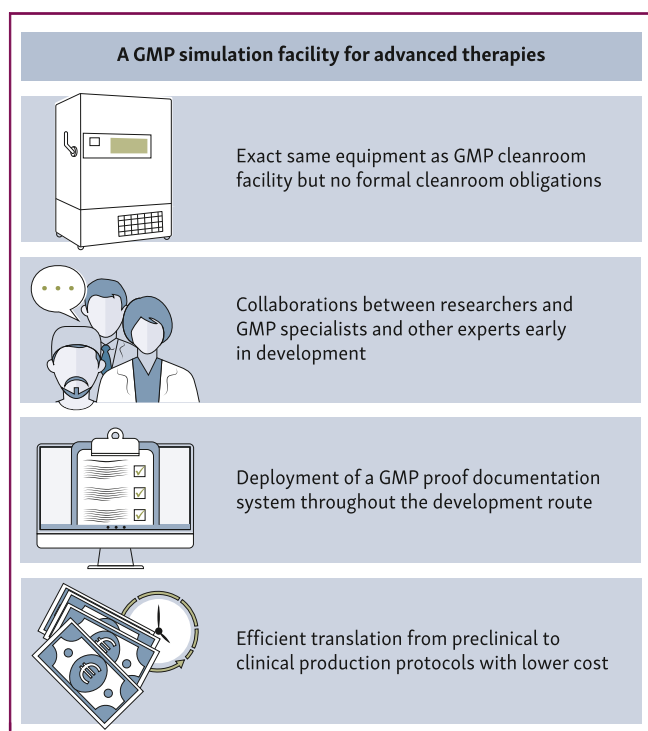 A GMP simulation facility for advanced therapies
Exact same equipment as GMP cleanroom
facility but no formal cleanroom obligations
Collaborations between researchers and
GMP specialists and other experts early
in development
Deployment of a GMP proof documentation
system throughout the development route
Efficient translation from preclinical to
clinical production protocols with lower cost